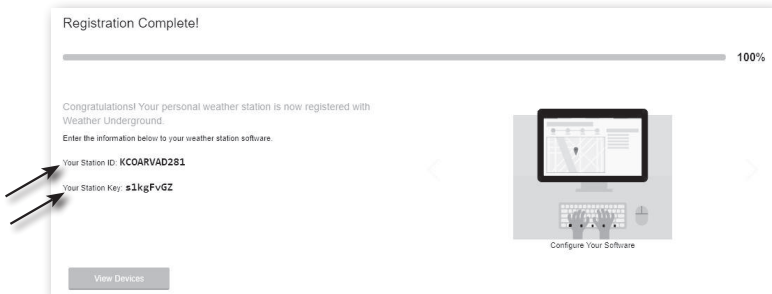 Registration Complete!
100%
Congratulations! Your personal weather station is now registered with
Weather Underground.
Enter the information below to your weather station software.
Your Station ID: KCOARVAD281
Your Station Key: slkgFvGZ
Configure Your Software
View Devices